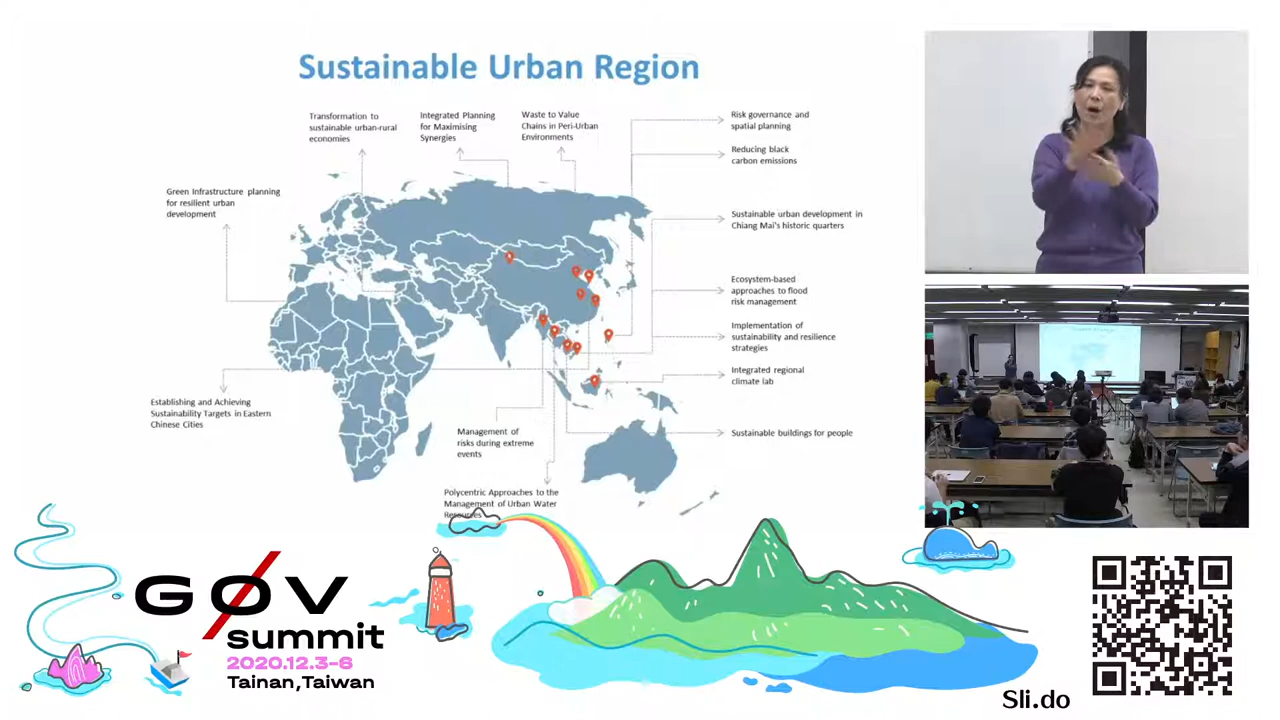 Sustainable Urban Region
Transformation to
sustainable urban-rural
economies
Integrated Planning
for Maximising
Synergies
Waste to Value
Chains in Peri-Urban
Environments
Risk governance and
spatial planning
Reducing black
carbon emissions
Green Infrastructure planning
for resilient urban
development
Sustainable urban development in
Chiang Mai's historic quarters
Ecosystem-based
approaches to flood
risk management
Implementation of
sustainability and resilience
strategies
Integrated regional
climate lab
Establishing and Achieving
Sustainability Targets in Eastern
Chinese Cities
Management of
risks during extreme
events
Sustainable buildings for people
Polycentric Approaches to the
Management of Urban Water
Resources
GØV
summit
2020.12.3-6
Tainan,Taiwan
Sli.do